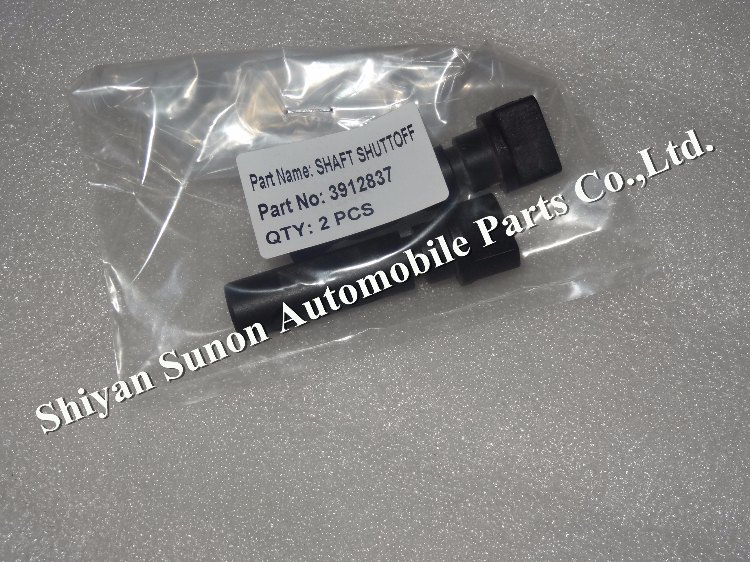 Part Name: SHAFT SHUTTOFF
Part No: 3912837
QTY: 2 PCS
Shiyan Sunon Automobile Parts Co.,Ltd.